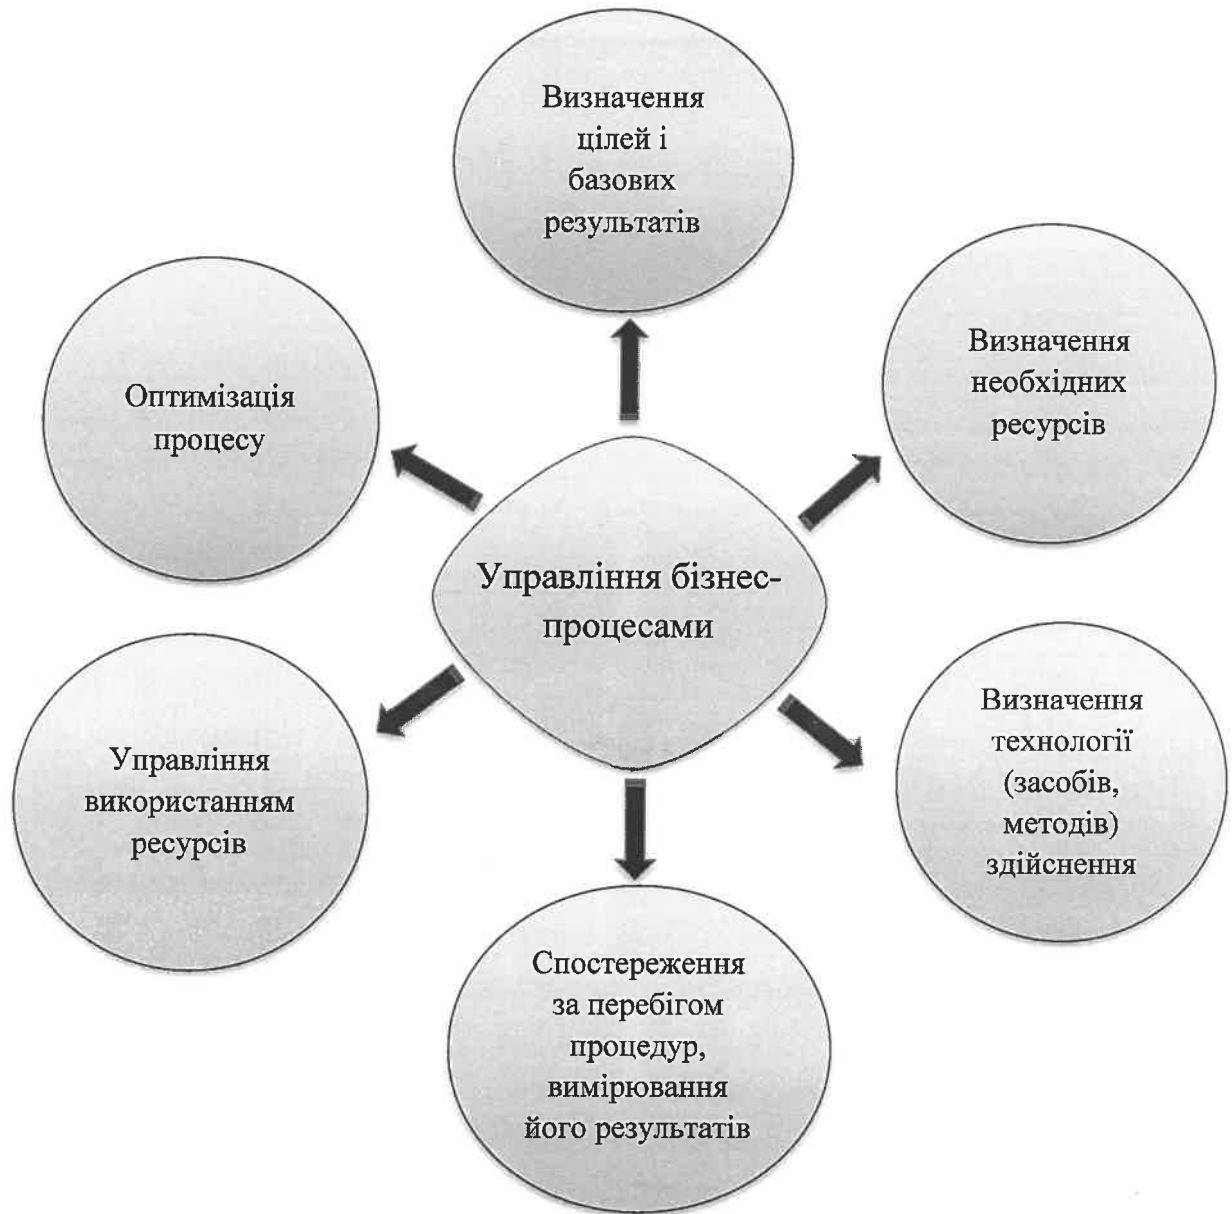 Визначення
цілей і
базових
результатів
Визначення
необхідних
ресурсів
Оптимізація
процесу
Управління бізнес-
процесами
Визначення
технології
(засобів,
методів)
здійснення
Управління
використанням
ресурсів
Спостереження
за перебігом
процедур,
вимірювання
його результатів